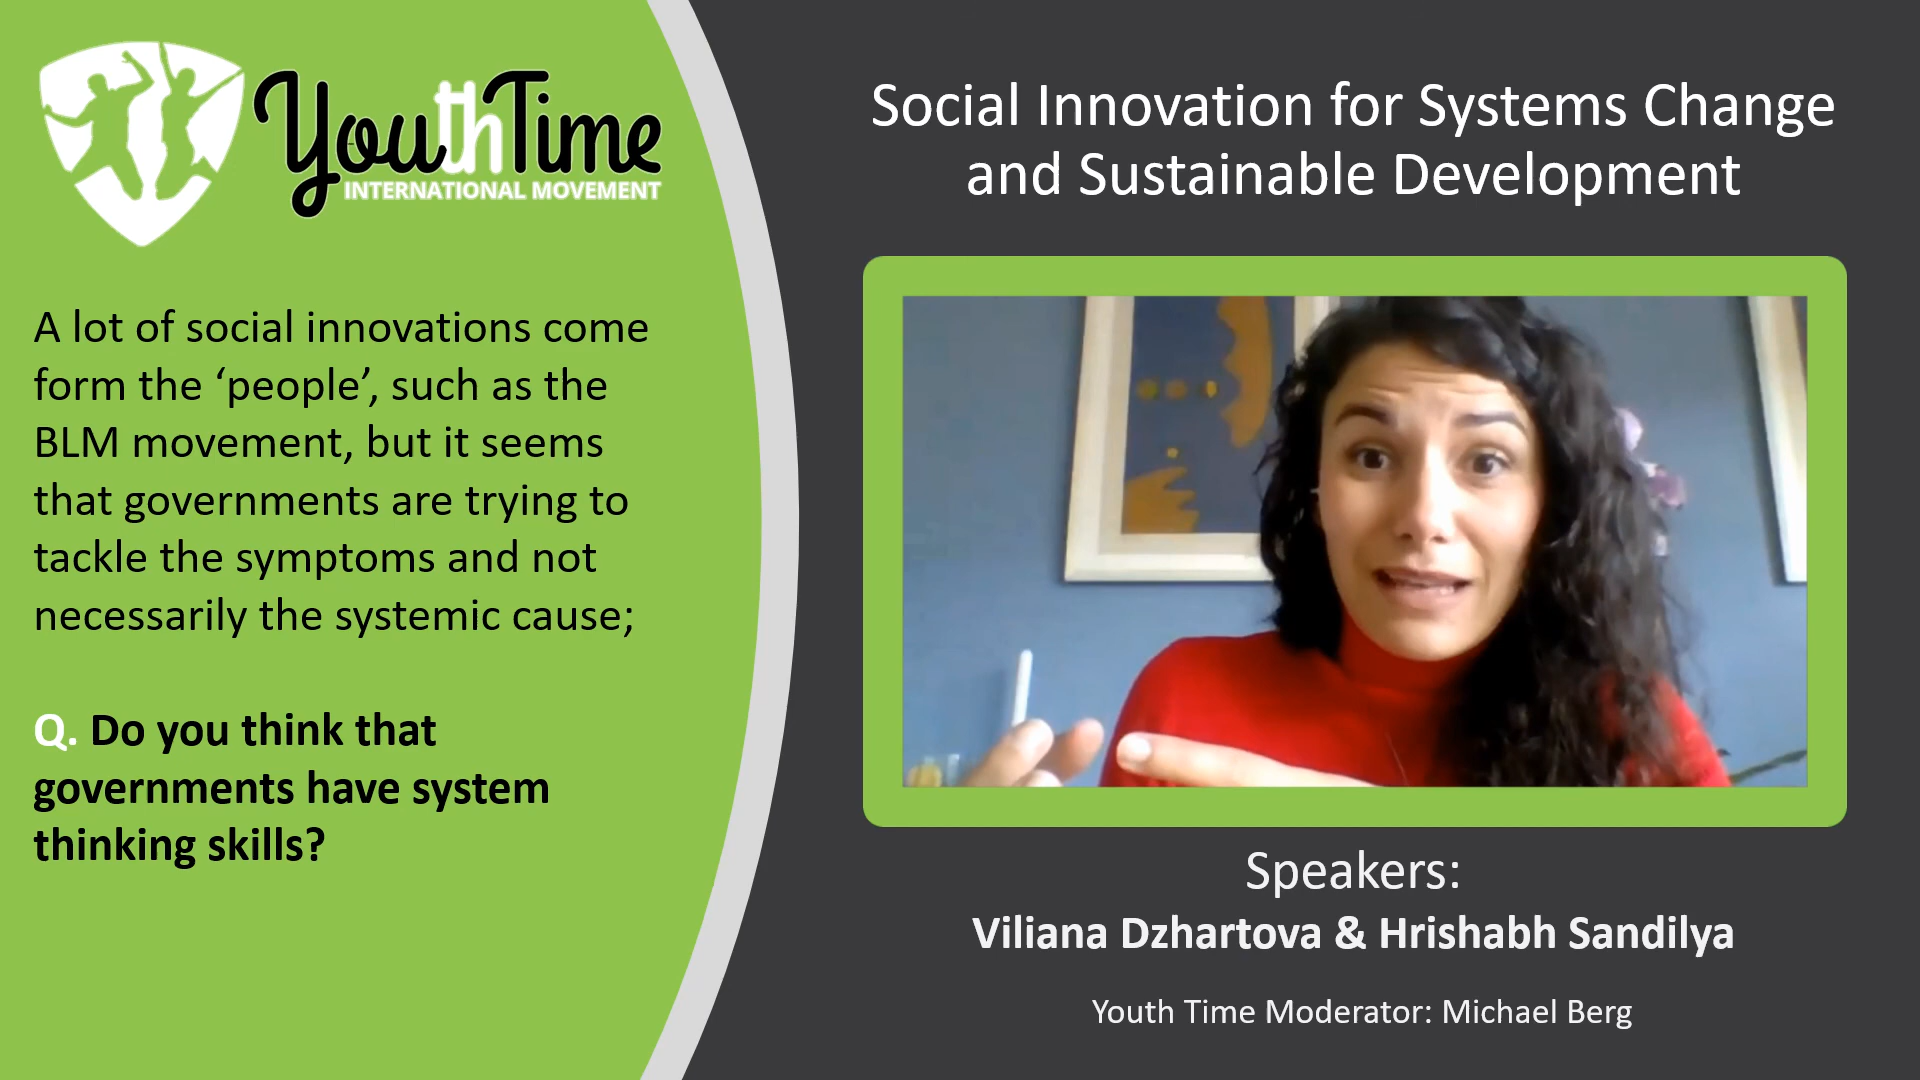 YouthTime
INTERNATIONAL MOVEMENT
A lot of social innovations come
form the ‘people’, such as the
BLM movement, but it seems
that governments are trying to
tackle the symptoms and not
necessarily the systemic cause;
Q. Do you think that
governments have system
thinking skills?
Social Innovation for Systems Change
and Sustainable Development
Speakers:
Viliana Dzhartova & Hrishabh Sandilya
Youth Time Moderator: Michael Berg